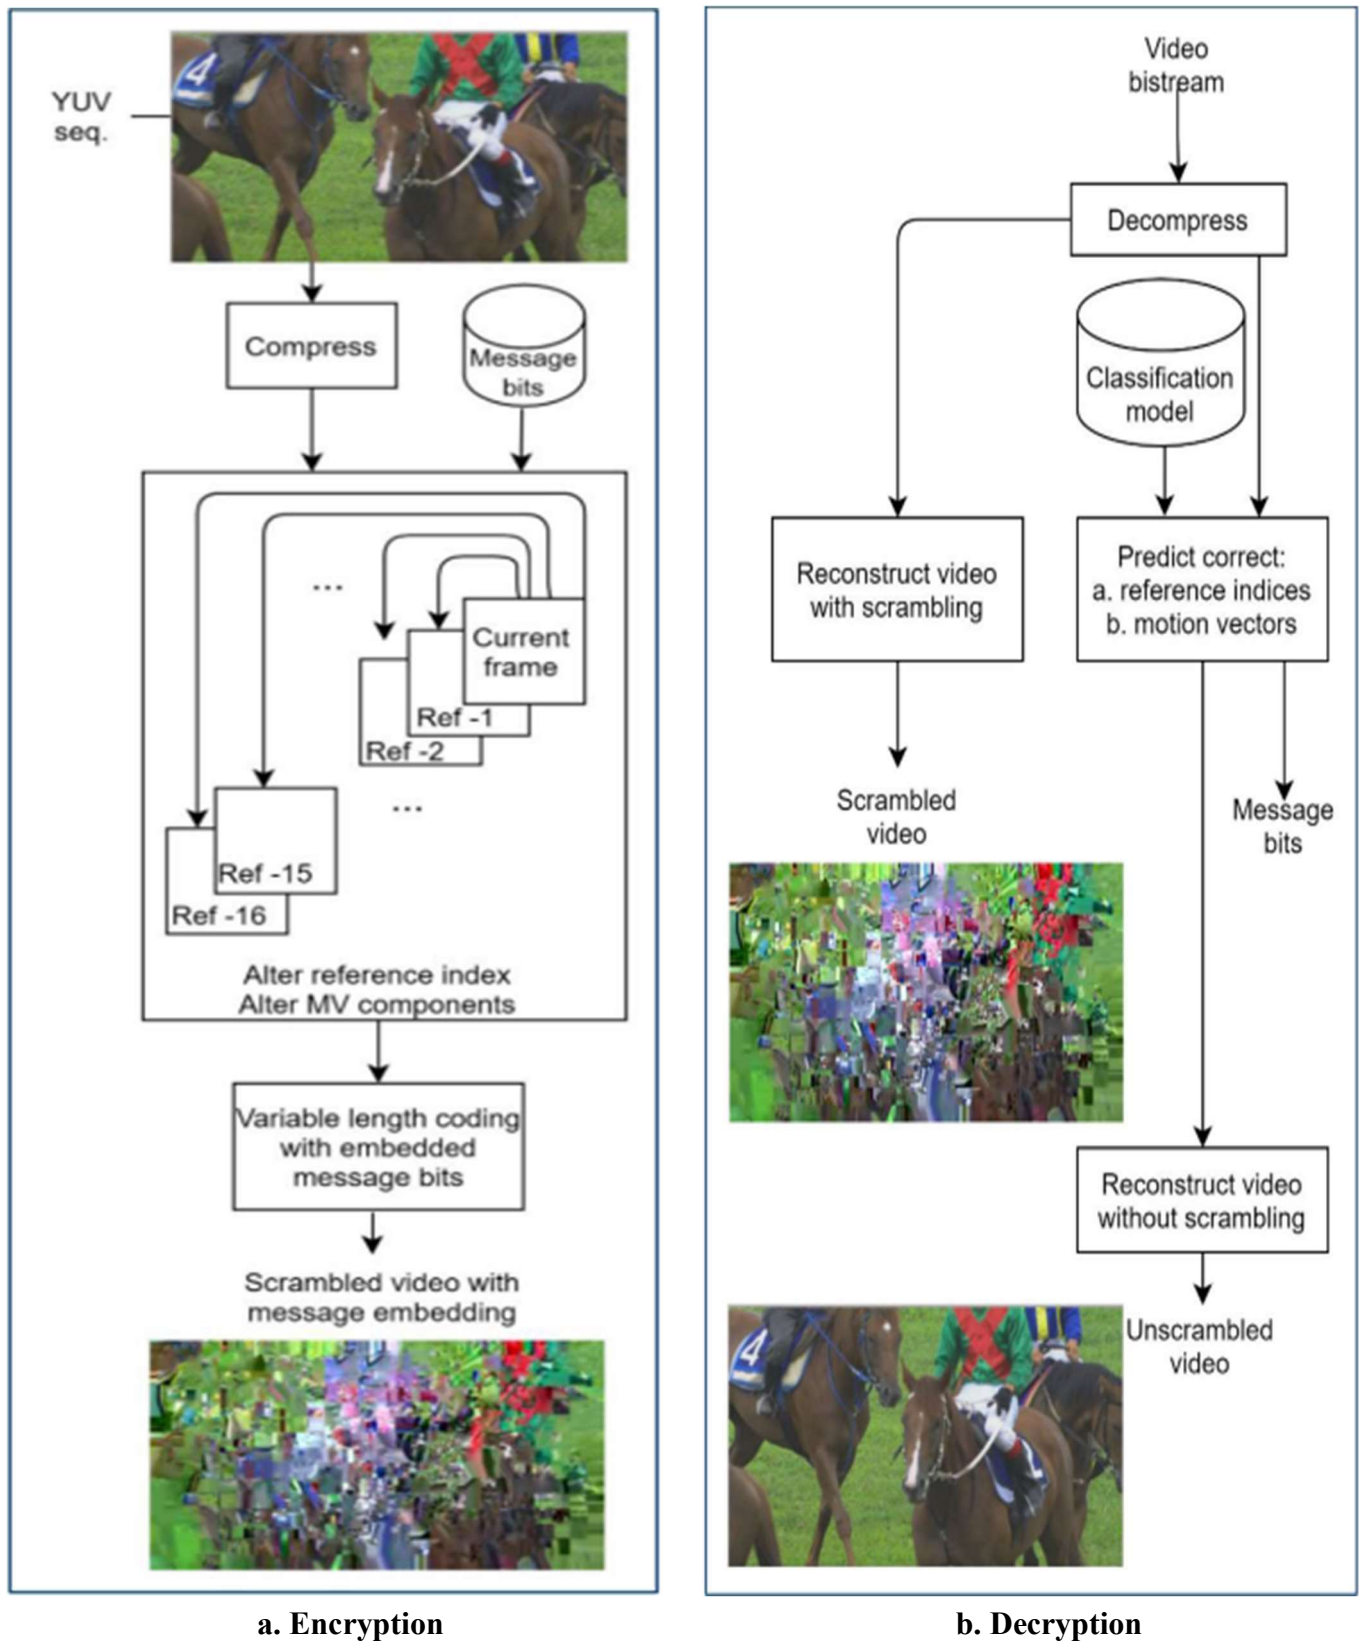 YUV
seq.
4
Compress
Message
bits
...
Current
frame
Ref -1
Ref -2
...
Ref -15
Ref -16
Alter reference index
Alter MV components
Variable length coding
with embedded
message bits
Scrambled video with
message embedding
a. Encryption
Video
bistream
Decompress
Classification
model
Reconstruct video
with scrambling
Predict correct:
a. reference indices
b. motion vectors
Scrambled
video
Message
bits
Reconstruct video
without scrambling
Unscrambled
video
4
b. Decryption